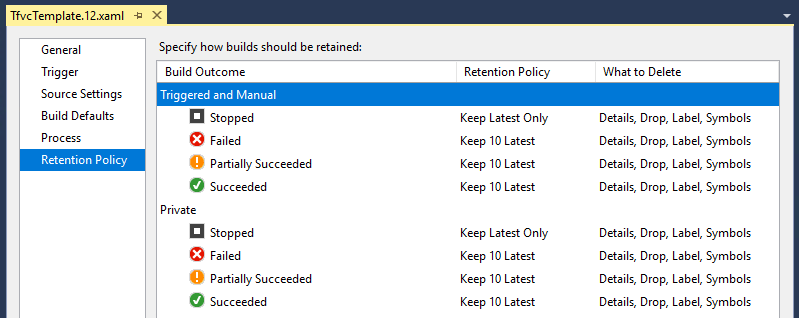 TfvcTemplate.12.xaml
General
Trigger
Source Settings
Build Defaults
Process
Retention Policy
Specify how builds should be retained:
Build Outcome Retention Policy What to Delete
Triggered and Manual
Stopped Keep Latest Only Details, Drop, Label, Symbols
Failed Keep 10 Latest Details, Drop, Label, Symbols
Partially Succeeded Keep 10 Latest Details, Drop, Label, Symbols
Succeeded Keep 10 Latest Details, Drop, Label, Symbols
Private
Stopped Keep Latest Only Details, Drop, Label, Symbols
Failed Keep 10 Latest Details, Drop, Label, Symbols
Partially Succeeded Keep 10 Latest Details, Drop, Label, Symbols
Succeeded Keep 10 Latest Details, Drop, Label, Symbols